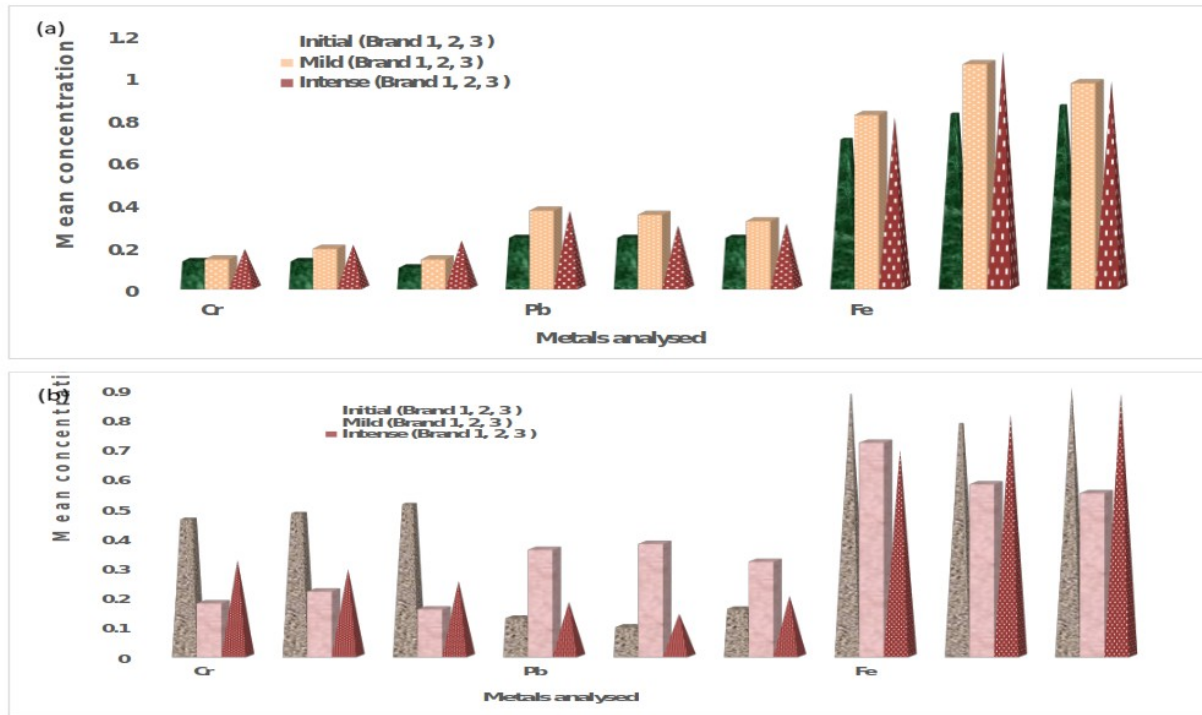 (a)
1.2
1
0.8
0.6
0.4
0.2
0
Mean concentration
Initial (Brand 1, 2, 3 )
Mild (Brand 1, 2, 3 )
Intense (Brand 1, 2, 3 )
Cr Pb Fe
Metals analysed
(b)
0.9
0.8
0.7
0.6
0.5
0.4
0.3
0.2
0.1
0
Mean concentrati
Initial (Brand 1, 2, 3 )
Mild (Brand 1, 2, 3 )
Intense (Brand 1, 2, 3 )
Cr Pb Fe
Metals analysed